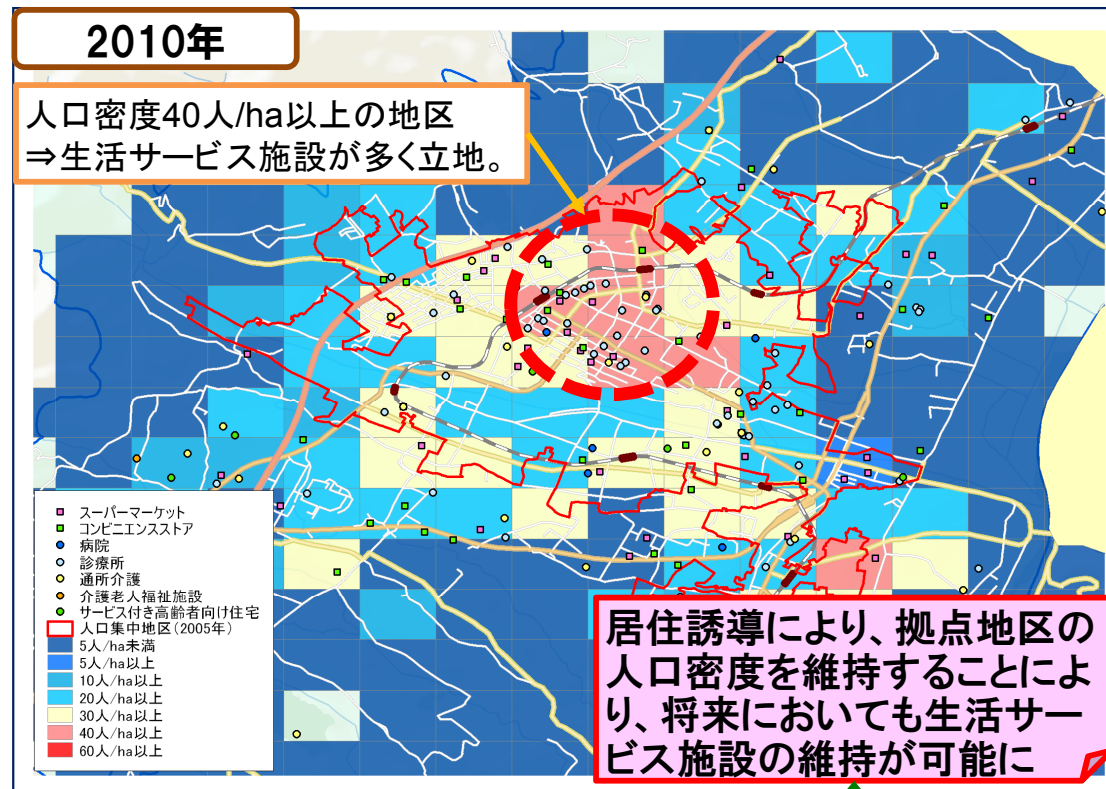 2010年
人口密度40人/ha以上の地区
⇒生活サービス施設が多く立地。
スーパーマーケット
コンビニエンスストア
病院
診療所
通所介護
介護老人福祉施設
サービス付き高齢者向け住宅
人口集中地区(2005年)
5人/ha未満
5人/ha以上
10人/ha以上
20人/ha以上
30人/ha以上
40人/ha以上
60人/ha以上
居住誘導により、拠点地区の
人口密度を維持することによ
り、将来においても生活サー
ビス施設の維持が可能に